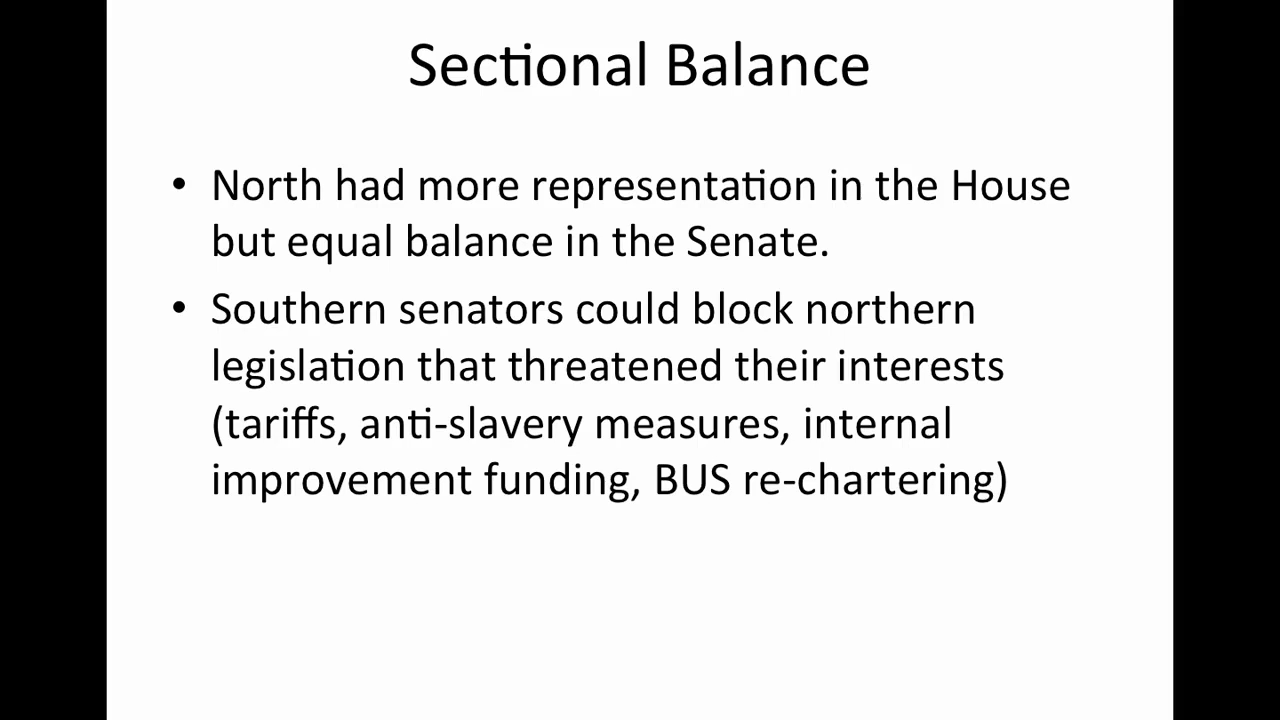 Sectional Balance
• North had more representation in the House
but equal balance in the Senate.
• Southern senators could block northern
legislation that threatened their interests
(tariffs, anti-slavery measures, internal
improvement funding, BUS re-chartering)